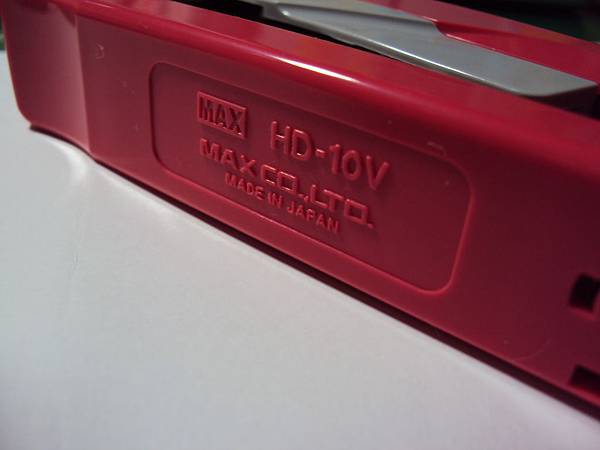 MAX HD-10V
MAX CO., LTD.
MADE IN JAPAN